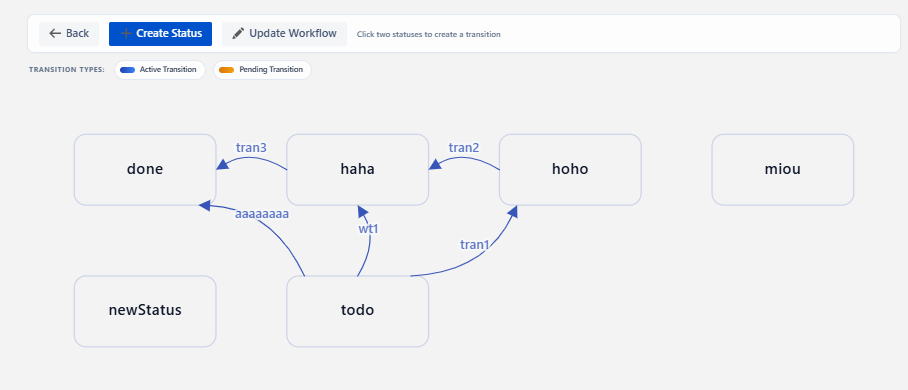 Back
Create Status
Update Workflow
Click two statuses to create a transition
TRANSITION TYPES:
Active Transition
Pending Transition
tran3
tran2
done
haha
hoho
miou
aaaaaaaa
wt1
tran1
newStatus
todo